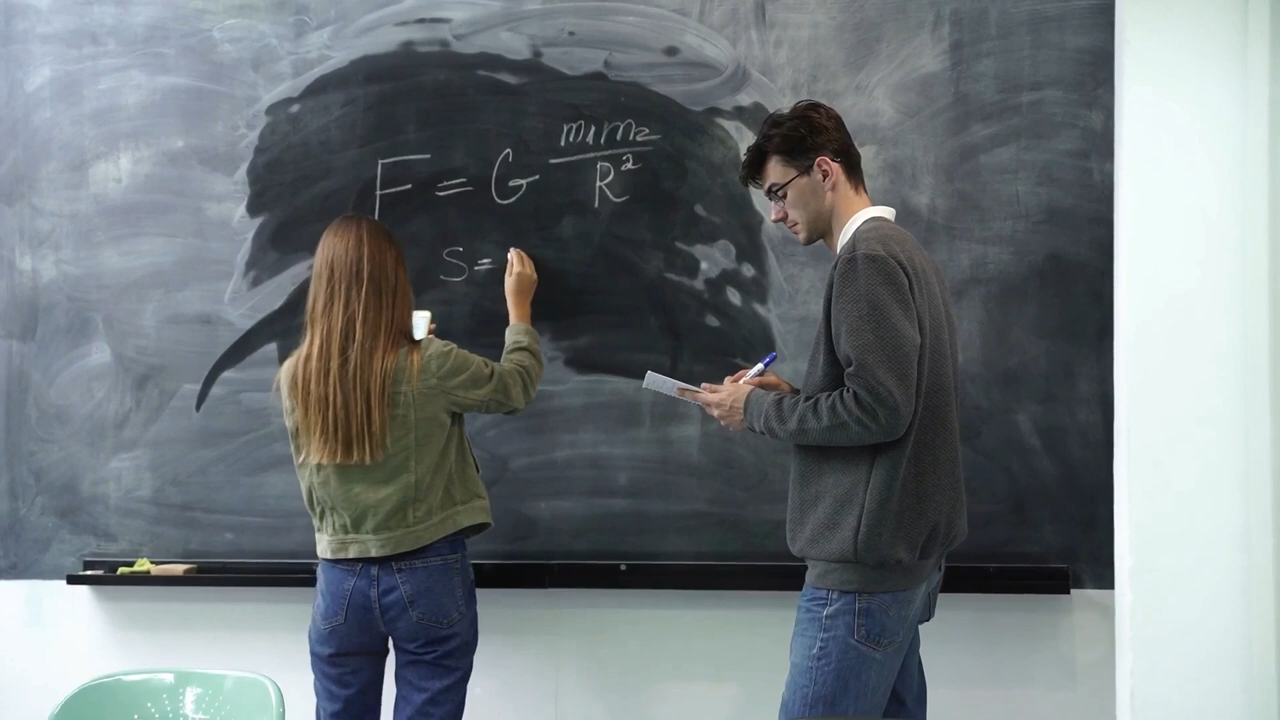 F = G m1m2/R²
S =